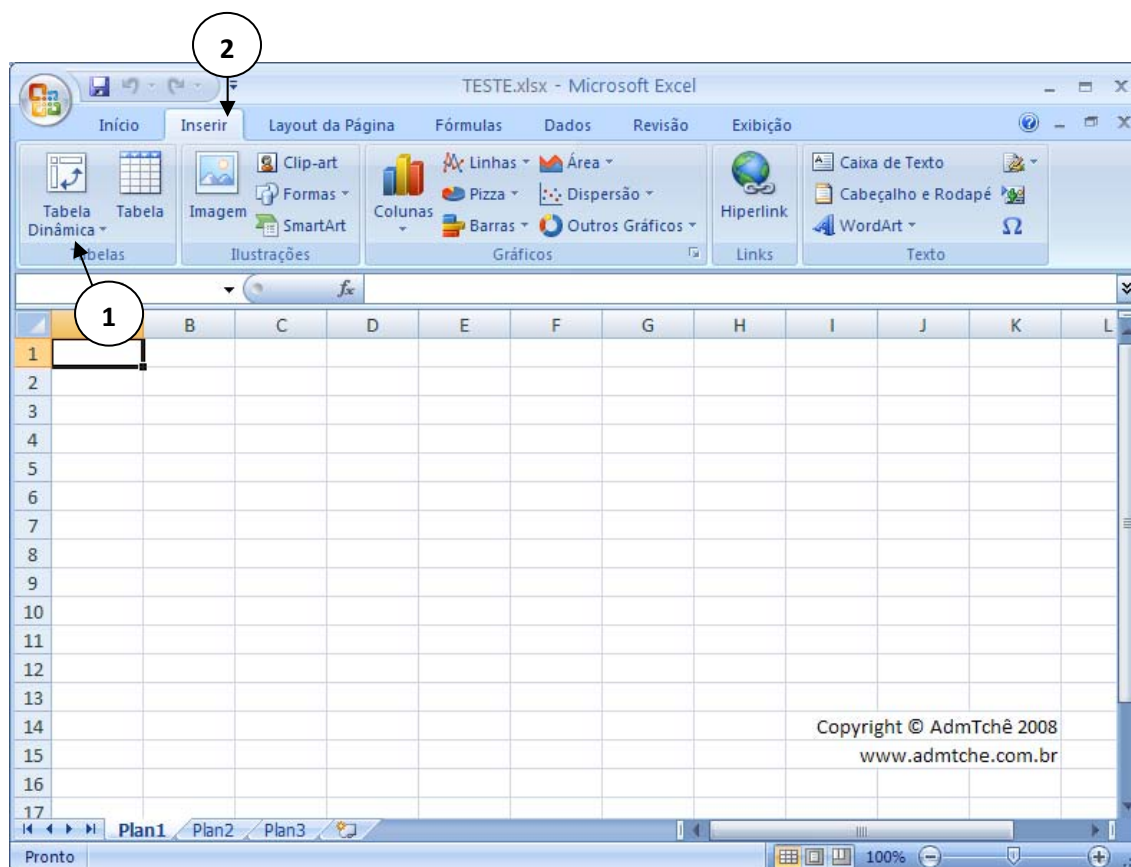 2
TESTE.xlsx - Microsoft Excel
Início Inserir Layout da Página Fórmulas Dados Revisão Exibição
Tabela Dinâmica
Tabela
Tabelas
Imagem
Clip-art
Formas
SmartArt
Ilustrações
Colunas
Linhas
Pizza
Barras
Área
Dispersão
Outros Gráficos
Gráficos
Hiperlink
Links
Caixa de Texto
Cabeçalho e Rodapé
WordArt
Ω
Texto
fx
1
B C D E F G H I J K L
1
2
3
4
5
6
7
8
9
10
11
12
13
14 Copyright © AdmTchê 2008
15 www.admtche.com.br
16
17
Plan1 Plan2 Plan3
Pronto 100%